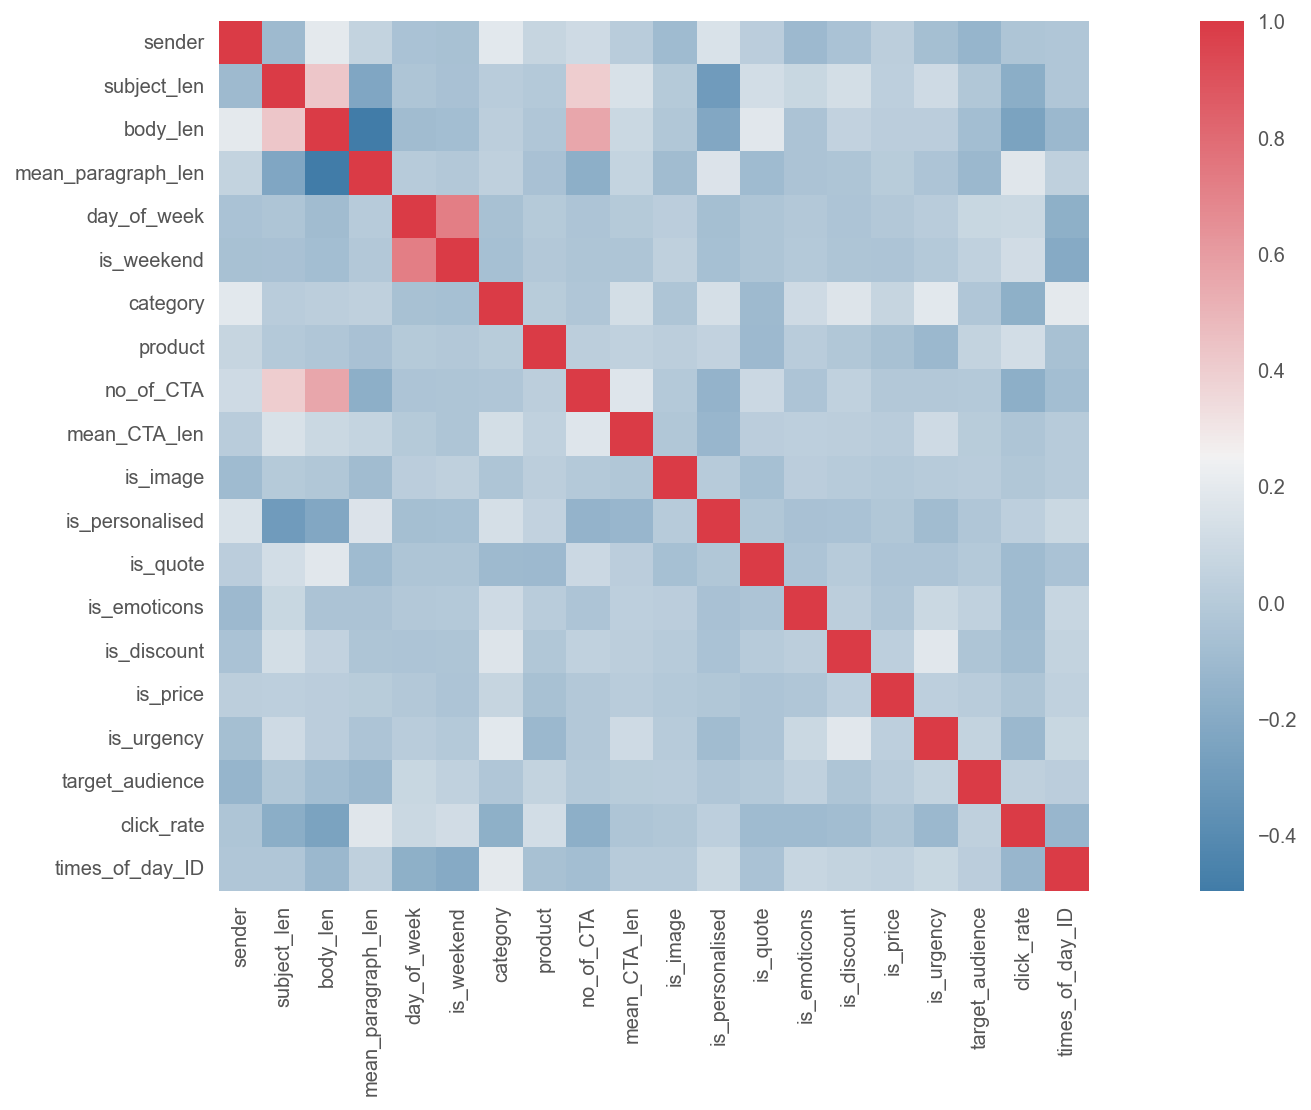 sender
subject_len
body_len
mean_paragraph_len
day_of_week
is_weekend
category
product
no_of_CTA
mean_CTA_len
is_image
is_personalised
is_quote
is_emoticons
is_discount
is_price
is_urgency
target_audience
click_rate
times_of_day_ID
sender
subject_len
body_len
mean_paragraph_len
day_of_week
is_weekend
category
product
no_of_CTA
mean_CTA_len
is_image
is_personalised
is_quote
is_emoticons
is_discount
is_price
is_urgency
target_audience
click_rate
times_of_day_ID
1.0
0.8
0.6
0.4
0.2
0.0
−0.2
−0.4